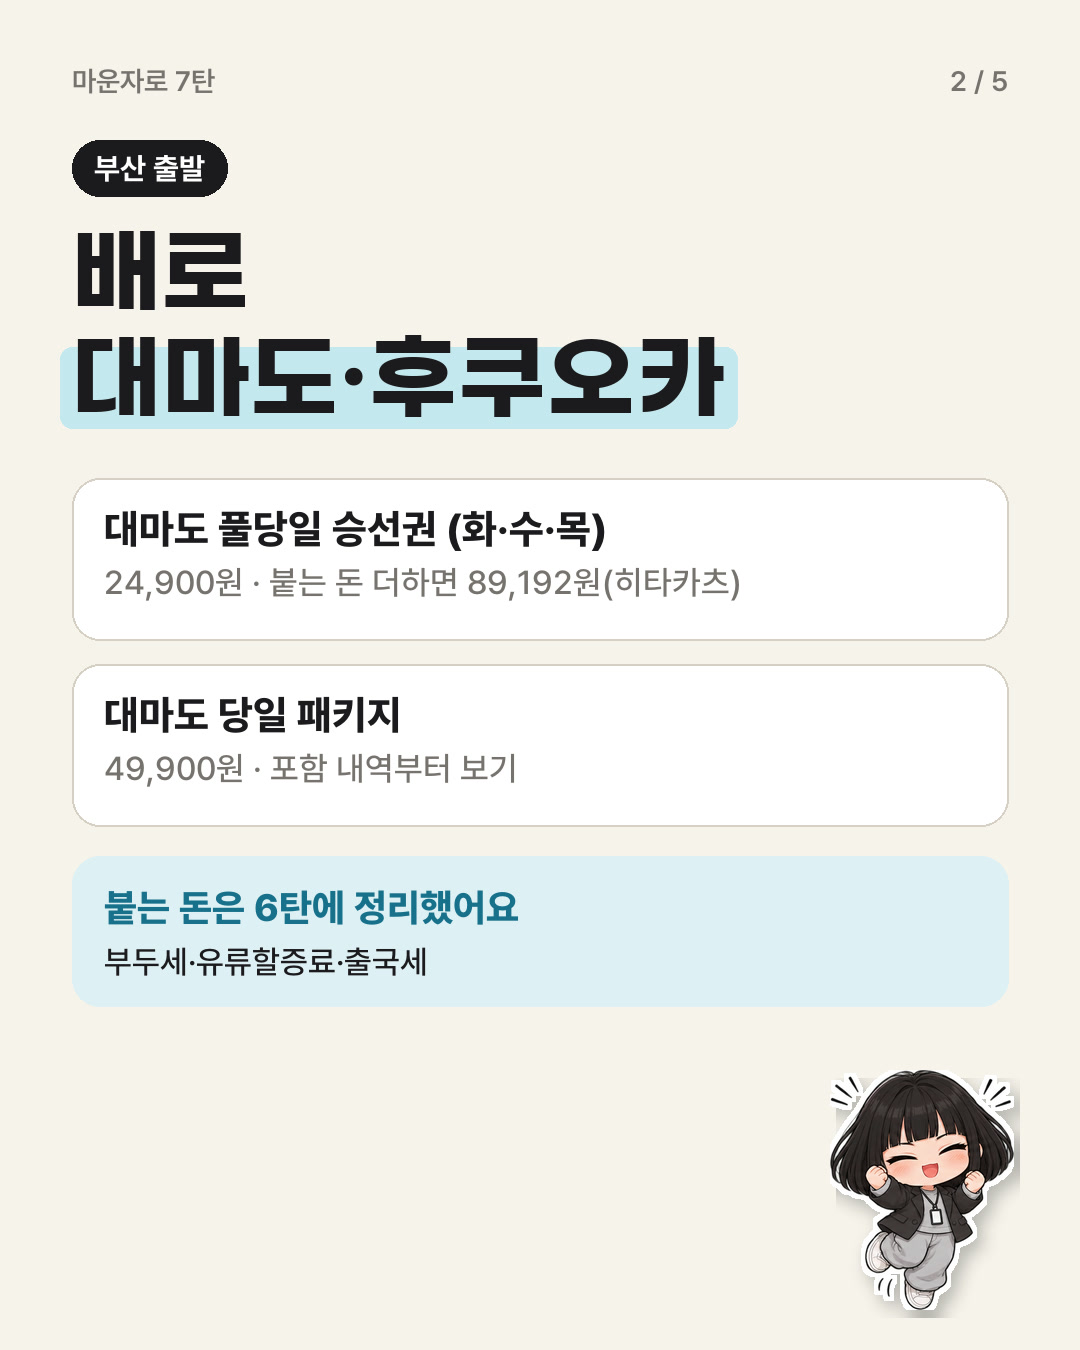 마운자로 7탄
2 / 5
부산 출발
배로
대마도·후쿠오카
대마도 풀당일 승선권 (화·수·목)
24,900원 · 붙는 돈 더하면 89,192원(히타카츠)
대마도 당일 패키지
49,900원 · 포함 내역부터 보기
붙는 돈은 6탄에 정리했어요
부두세·유류할증료·출국세